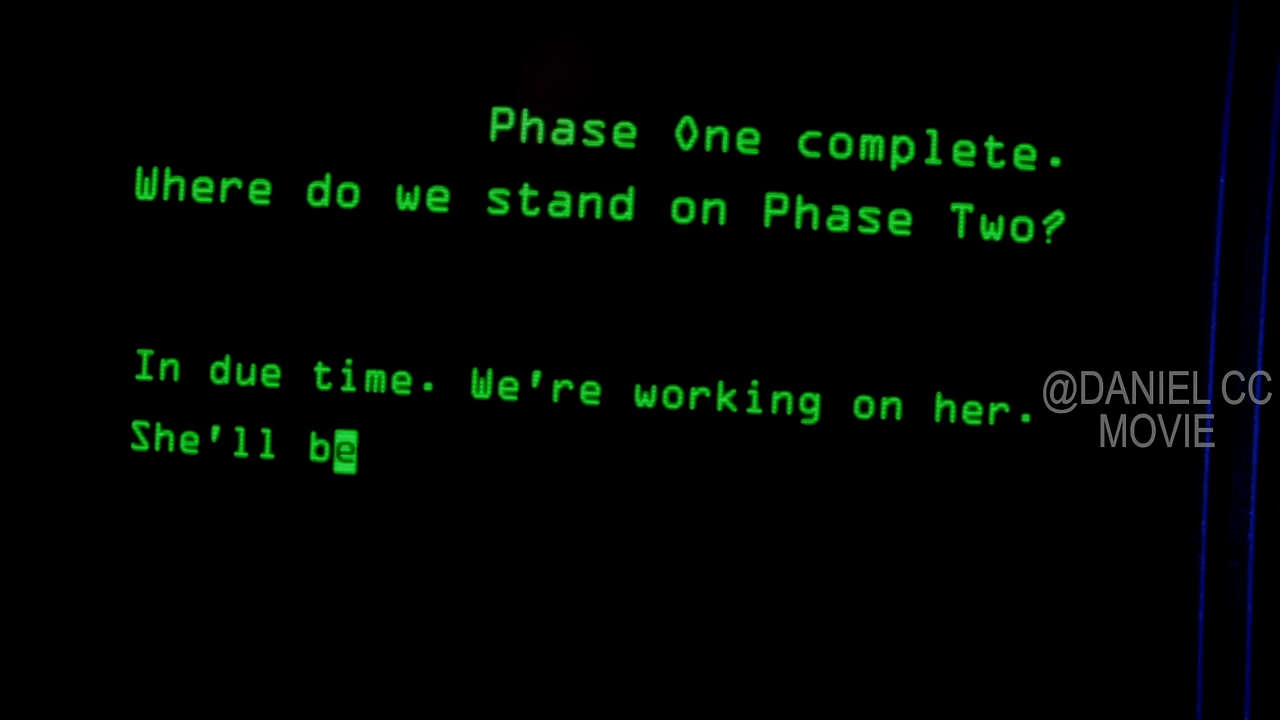 Phase One complete.
Where do we stand on Phase Two?
In due time. We're working on her.
She'll be
@DANIEL CC
MOVIE